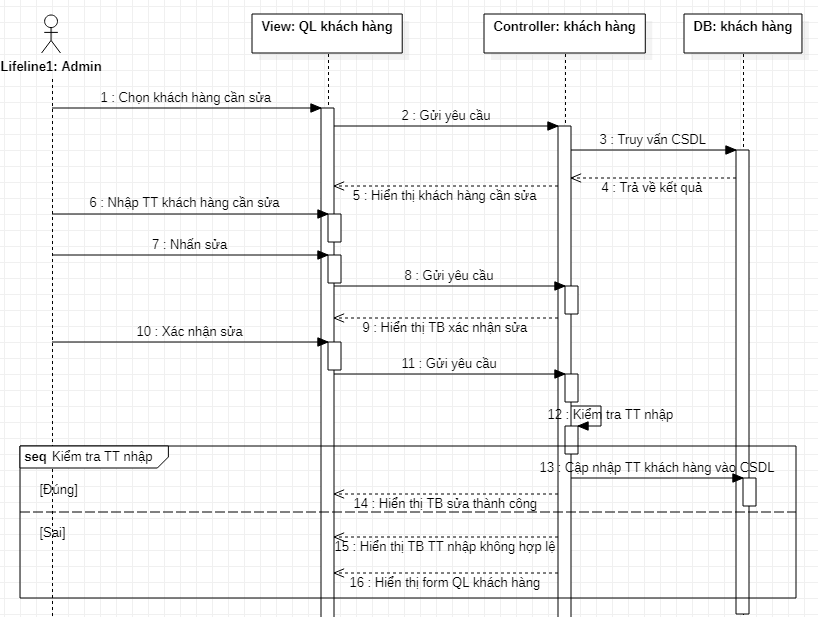 View: QL khách hàng
Controller: khách hàng
DB: khách hàng
Lifeline1: Admin
1 : Chọn khách hàng cần sửa
2 : Gửi yêu cầu
3 : Truy vấn CSDL
4 : Trả về kết quả
5 : Hiển thị khách hàng cần sửa
6 : Nhập TT khách hàng cần sửa
7 : Nhấn sửa
8 : Gửi yêu cầu
9 : Hiển thị TB xác nhận sửa
10 : Xác nhận sửa
11 : Gửi yêu cầu
12 : Kiểm tra TT nhập
seq Kiểm tra TT nhập
13 : Cập nhập TT khách hàng vào CSDL
[Đúng]
14 : Hiển thị TB sửa thành công
[Sai]
15 : Hiển thị TB TT nhập không hợp lệ
16 : Hiển thị form QL khách hàng